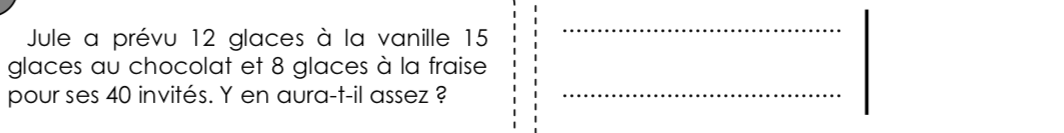 Jule a prévu 12 glaces à la vanille 15
glaces au chocolat et 8 glaces à la fraise
pour ses 40 invités. Y en aura-t-il assez ?